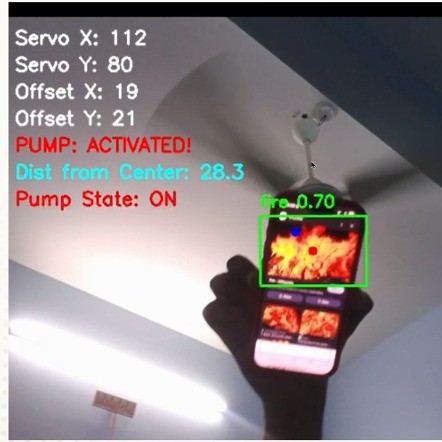 Servo X: 112
Servo Y: 80
Offset X: 19
Offset Y: 21
PUMP: ACTIVATED!
Dist from Center: 28.3
Pump State: ON
fire 0.70